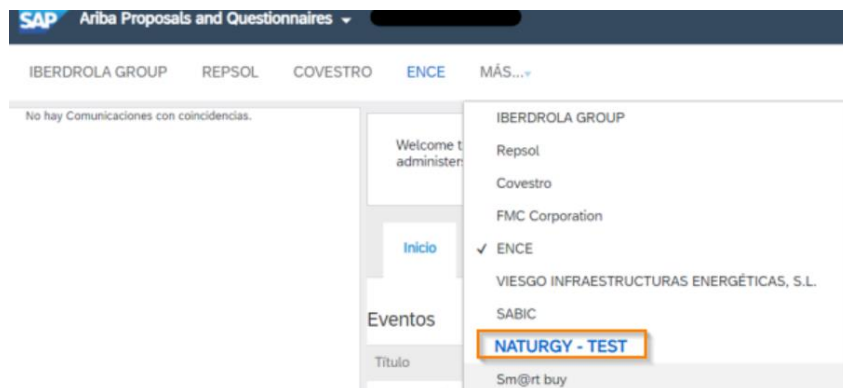 SAP Ariba Proposals and Questionnaires
IBERDROLA GROUP REPSOL COVESTRO ENCE MÁS...
No hay Comunicaciones con coincidencias.
Welcome t
administer
Inicio
Eventos
Título
IBERDROLA GROUP
Repsol
Covestro
FMC Corporation
✓ ENCE
VIESGO INFRAESTRUCTURAS ENERGÉTICAS, S.L.
SABIC
NATURGY - TEST
Sm@rt buy